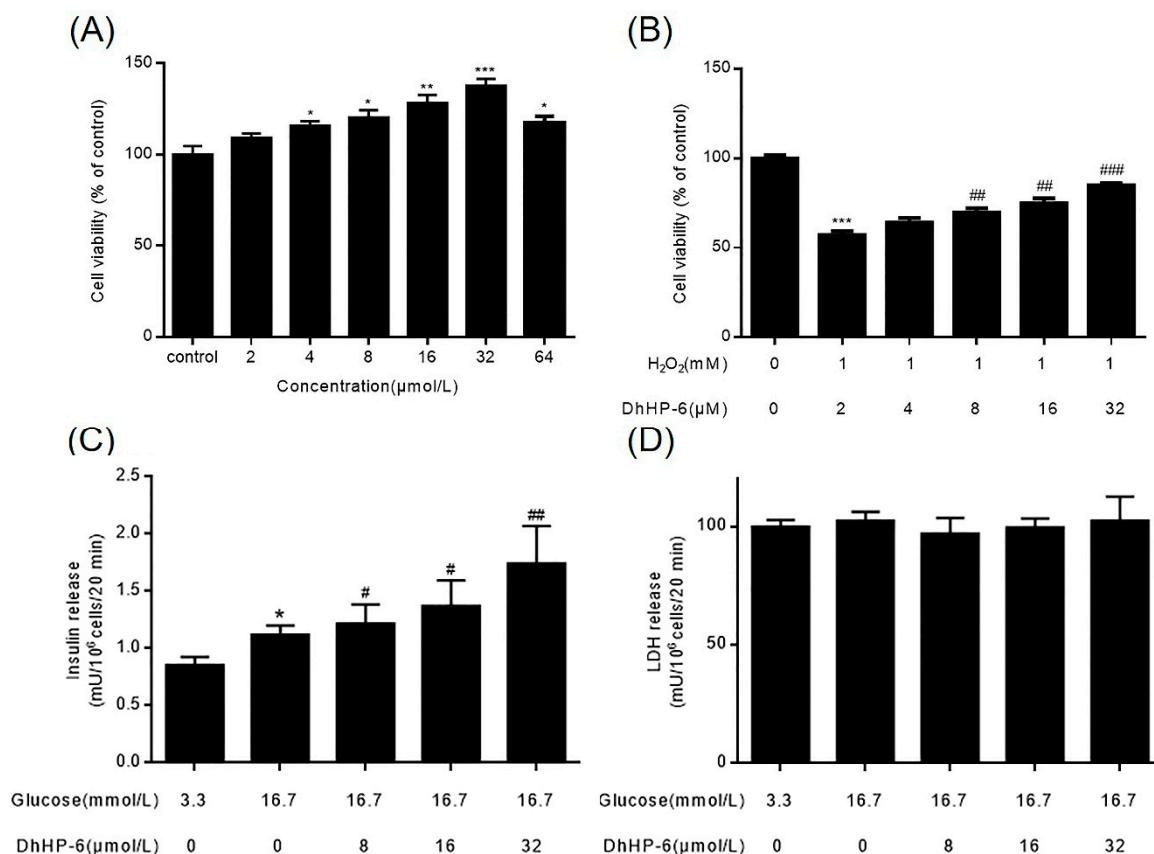 (A)
Cell viability (% of control)
150
100
50
0
*
*
**
***
*
control 2 4 8 16 32 64
Concentration(μmol/L)
(B)
Cell viability (% of control)
150
100
50
0
***
##
##
###
H₂O₂(mM) 0 1 1 1 1 1
DhHP-6(μM) 0 2 4 8 16 32
(C)
Insulin release
(mU/10⁶ cells/20 min)
2.5
2.0
1.5
1.0
0.5
0.0
*
#
#
##
Glucose(mmol/L) 3.3 16.7 16.7 16.7 16.7
DhHP-6(μmol/L) 0 0 8 16 32
(D)
LDH release
(mU/10⁶ cells/20 min)
100
50
0
Glucose(mmol/L) 3.3 16.7 16.7 16.7 16.7
DhHP-6(μmol/L) 0 0 8 16 32